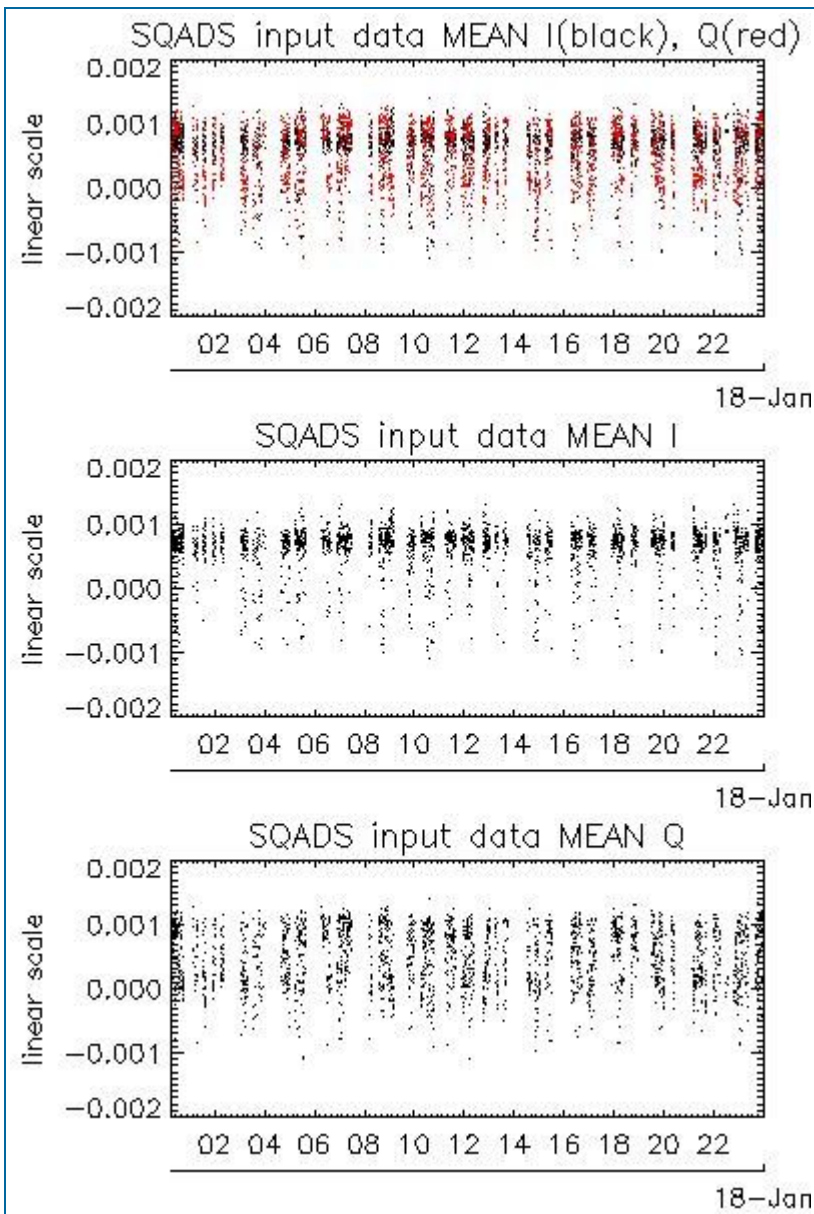 SQADS input data MEAN I(black), Q(red)
0.002
0.001
0.000
-0.001
-0.002
linear scale
02 04 06 08 10 12 14 16 18 20 22
18-Jan
SQADS input data MEAN I
0.002
0.001
0.000
-0.001
-0.002
linear scale
02 04 06 08 10 12 14 16 18 20 22
18-Jan
SQADS input data MEAN Q
0.002
0.001
0.000
-0.001
-0.002
linear scale
02 04 06 08 10 12 14 16 18 20 22
18-Jan